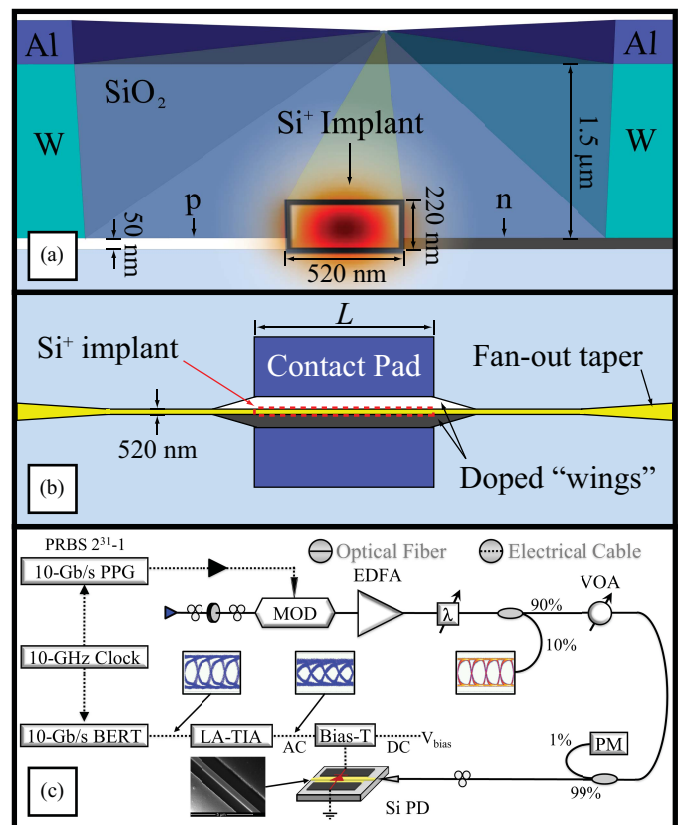 Al
Al
SiO2
W
Si+ Implant
W
1.5 μm
p
n
50 nm
220 nm
520 nm
(a)
L
Si+ implant
Contact Pad
Fan-out taper
520 nm
Doped “wings”
(b)
PRBS 2^31-1
Optical Fiber
Electrical Cable
10-Gb/s PPG
EDFA
VOA
MOD
λ
90%
10%
10-GHz Clock
10-Gb/s BERT
LA-TIA
AC
Bias-T
DC
Vbias
1%
PM
99%
Si PD
(c)